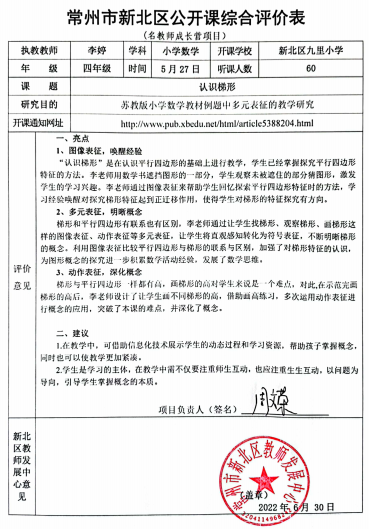 常州市新北区公开课综合评价表
(名教师成长营项目)
执教教师 李婷 学科 小学数学 开课学校 新北区九里小学
年 级 四年级 时间 5月27日 听课人数 60
课 题 认识梯形
研究目的 苏教版小学数学教材例题中多元表征的教学研究
开课通知网址 http://www.pub.xbedu.net/html/article5388204.html
评价意见
一、亮点
1、图像表征，唤醒经验
“认识梯形”是在认识平行四边形的基础上进行教学，学生已经掌握探究平行四边形
特征的方法。李老师用数学书遮挡图形的一部分，学生观察未被遮住的部分猜图形，激发
学生的学习兴趣。李老师通过图像表征来帮助学生回忆探索平行四边形特征时的方法，学
习经验唤醒对探究梯形特征起到正迁移作用，使得学生对梯形的特征探究有方向。
2、多元表征，明晰概念
梯形和平行四边形有联系也有区别，李老师通过让学生找梯形、观察梯形、画梯形这
样的图像表征、动作表征等多元表征，让学生将直观感知转化为符号表征，不断明晰梯形
的概念。利用图像表征比较平行四边形与梯形的联系与区别，加强了对梯形特征的认识，
为图形概念的探究进一步积累数学活动经验，发展了数学思维。
3、动作表征，深化概念
梯形与平行四边形一样都有高，画梯形的高对学生来说是一个难点，对此，在示范完画
梯形的高后，李老师设计了让学生画不同梯形的高，借助画高练习，多次运用动作表征进
行概念的应用，突破了本课的难点，并深化了概念。
二、建议
1.在教学中，可借助信息化技术展示学生的动态过程和学习资源，帮助孩子掌握概念，
同时也可以使教学更加紧凑。
2.学生是学习的主体，在教学中需不仅要注重师生互动，也应注重生生互动，以问题为
导向，引导学生掌握概念的本质。
项目负责人（签名）
新北区教师发展中心意见
常州市新北区教师发展中心
（盖章）
2022年6月30日